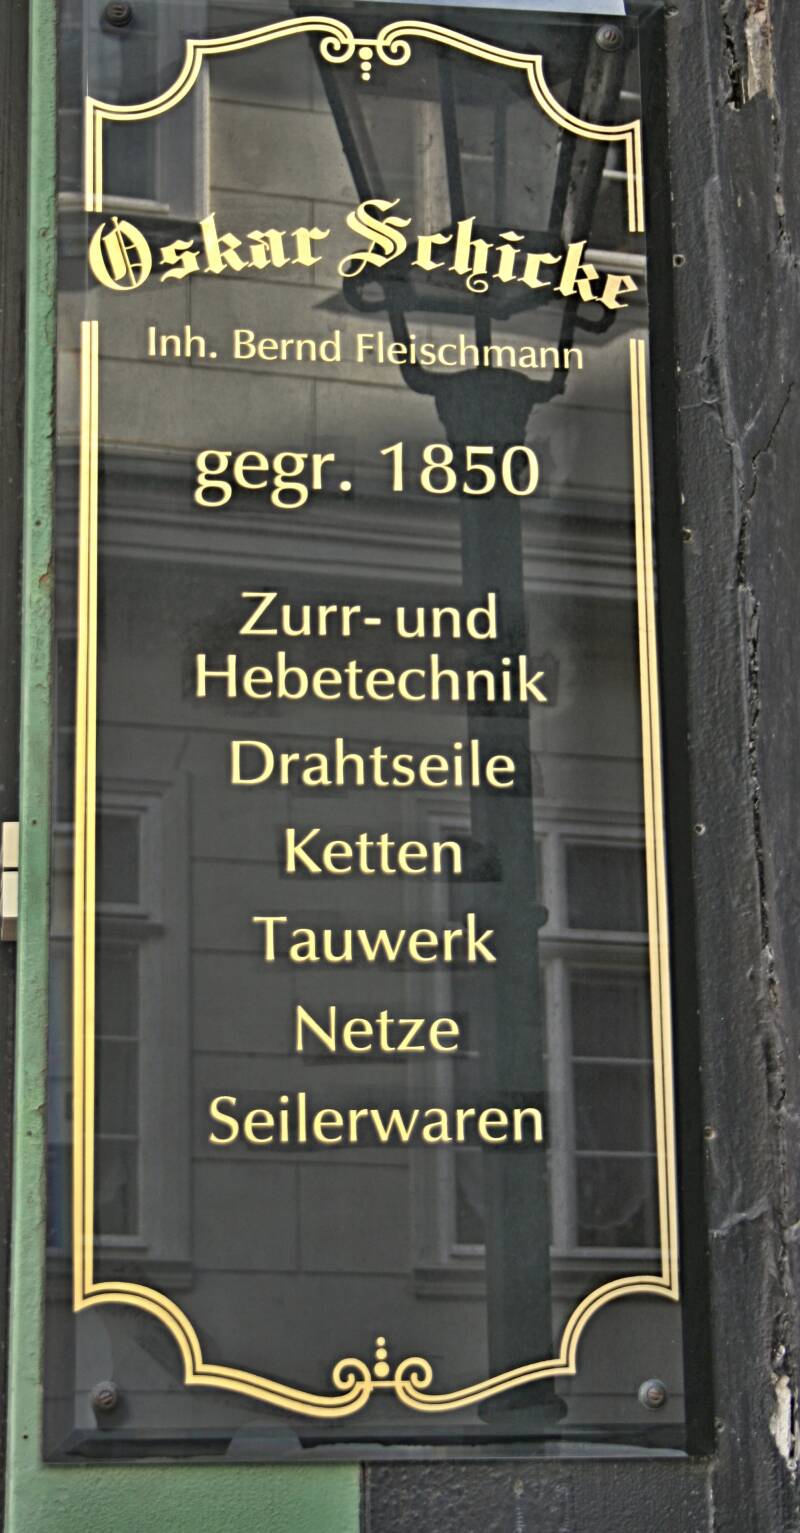 Oskar Schicke
Inh. Bernd Fleischmann
gegr. 1850
Zurr- und
Hebetechnik
Drahtseile
Ketten
Tauwerk
Netze
Seilerwaren